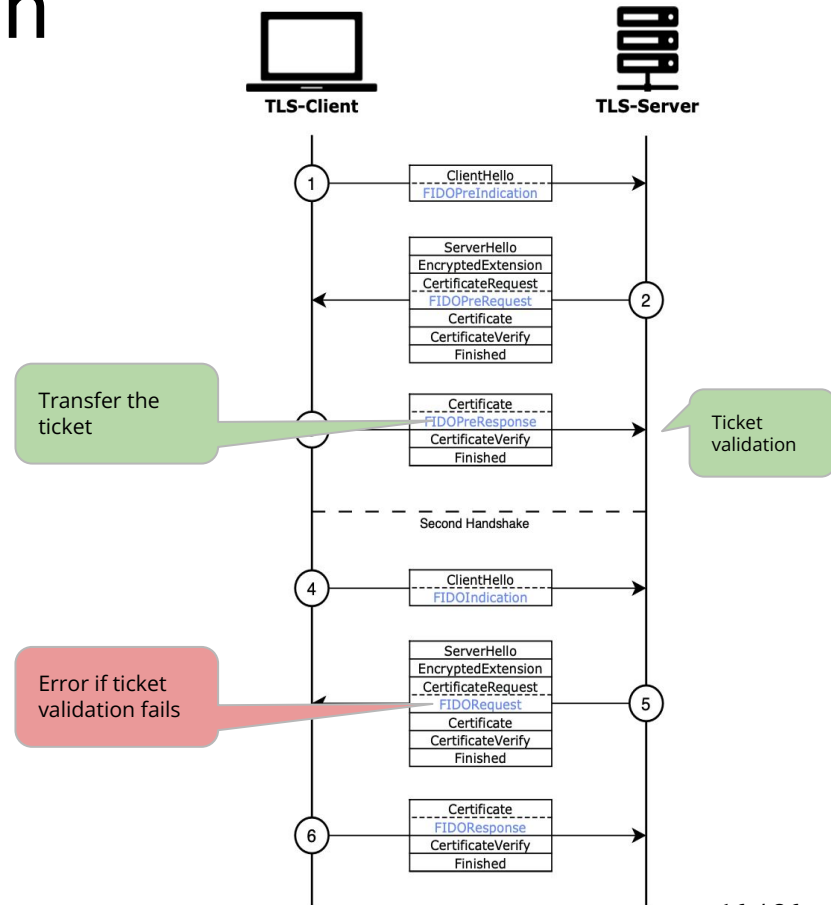 TLS-Client
TLS-Server
1
ClientHello
FIDOPreIndication
ServerHello
EncryptedExtension
CertificateRequest
FIDOPreRequest
Certificate
CertificateVerify
Finished
2
Transfer the
ticket
Certificate
FIDOPreResponse
CertificateVerify
Finished
Ticket
validation
Second Handshake
4
ClientHello
FIDOIndication
Error if ticket
validation fails
ServerHello
EncryptedExtension
CertificateRequest
FIDORequest
Certificate
CertificateVerify
Finished
5
6
Certificate
FIDOResponse
CertificateVerify
Finished